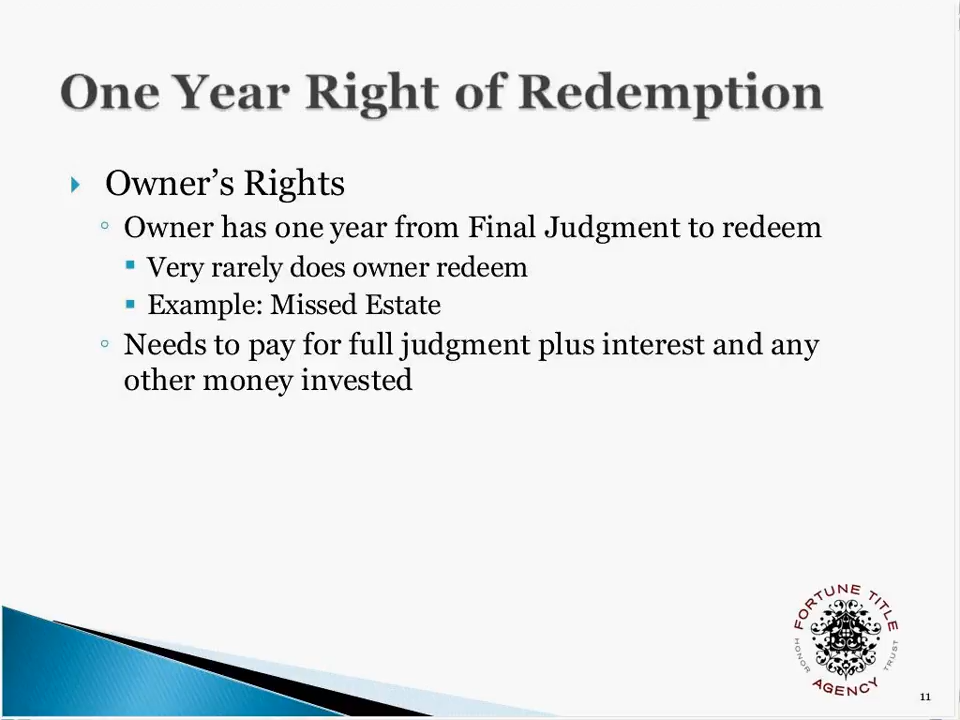 One Year Right of Redemption
Owner’s Rights
Owner has one year from Final Judgment to redeem
Very rarely does owner redeem
Example: Missed Estate
Needs to pay for full judgment plus interest and any
other money invested
FORTUNE TITLE
HONOR
TRUST
AGENCY
11